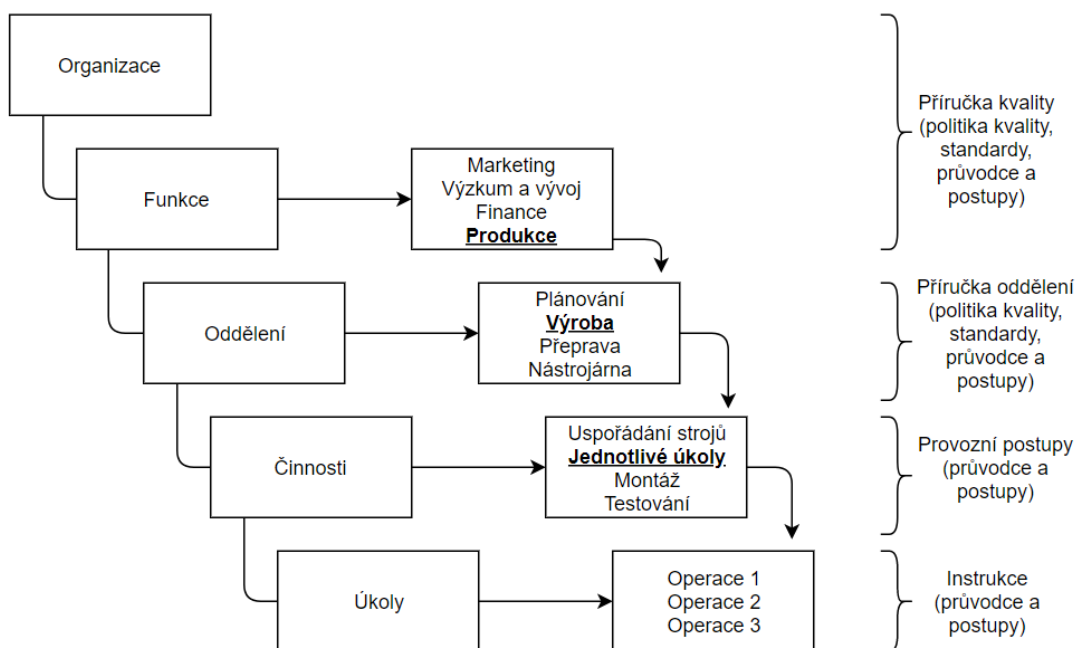 Organizace
Příručka kvality
(politika kvality,
standardy,
průvodce a
postupy)
Funkce
Marketing
Výzkum a vývoj
Finance
Produkce
Oddělení
Plánování
Výroba
Přeprava
Nástrojárna
Příručka oddělení
(politika kvality,
standardy,
průvodce a
postupy)
Činnosti
Uspořádání strojů
Jednotlivé úkoly
Montáž
Testování
Provozní postupy
(průvodce a
postupy)
Úkoly
Operace 1
Operace 2
Operace 3
Instrukce
(průvodce a
postupy)